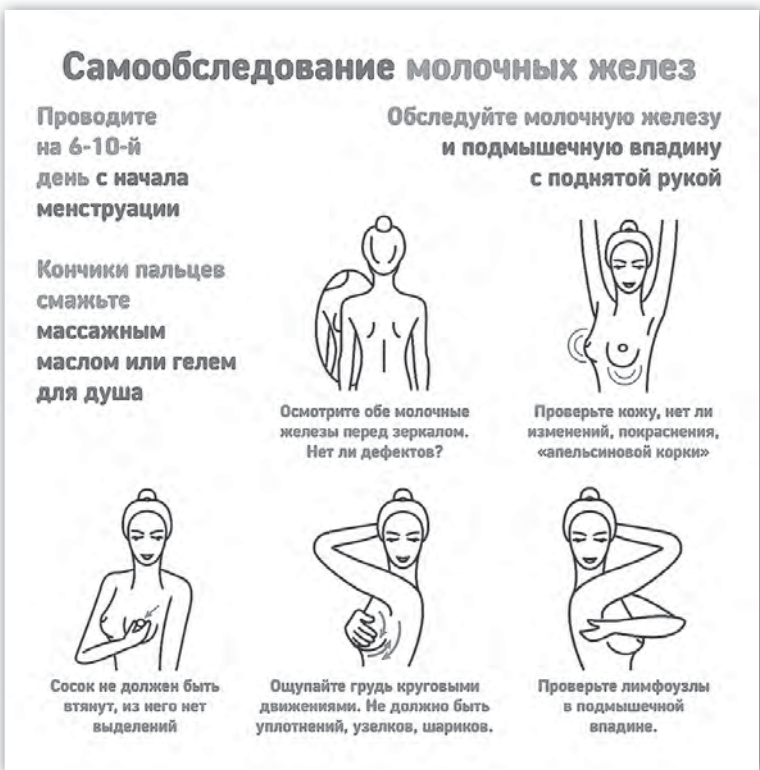 Самообследование молочных желез
Проводите
на 6-10-й
день с начала
менструации
Обследуйте молочную железу
и подмышечную впадину
с поднятой рукой
Кончики пальцев
смажьте
массажным
маслом или гелем
для душа
Осмотрите обе молочные
железы перед зеркалом.
Нет ли дефектов?
Проверьте кожу, нет ли
изменений, покраснения,
«апельсиновой корки»
Сосок не должен быть
втянут, из него нет
выделений
Ощупайте грудь круговыми
движениями. Не должно быть
уплотнений, узелков, шариков.
Проверьте лимфоузлы
в подмышечной
впадине.